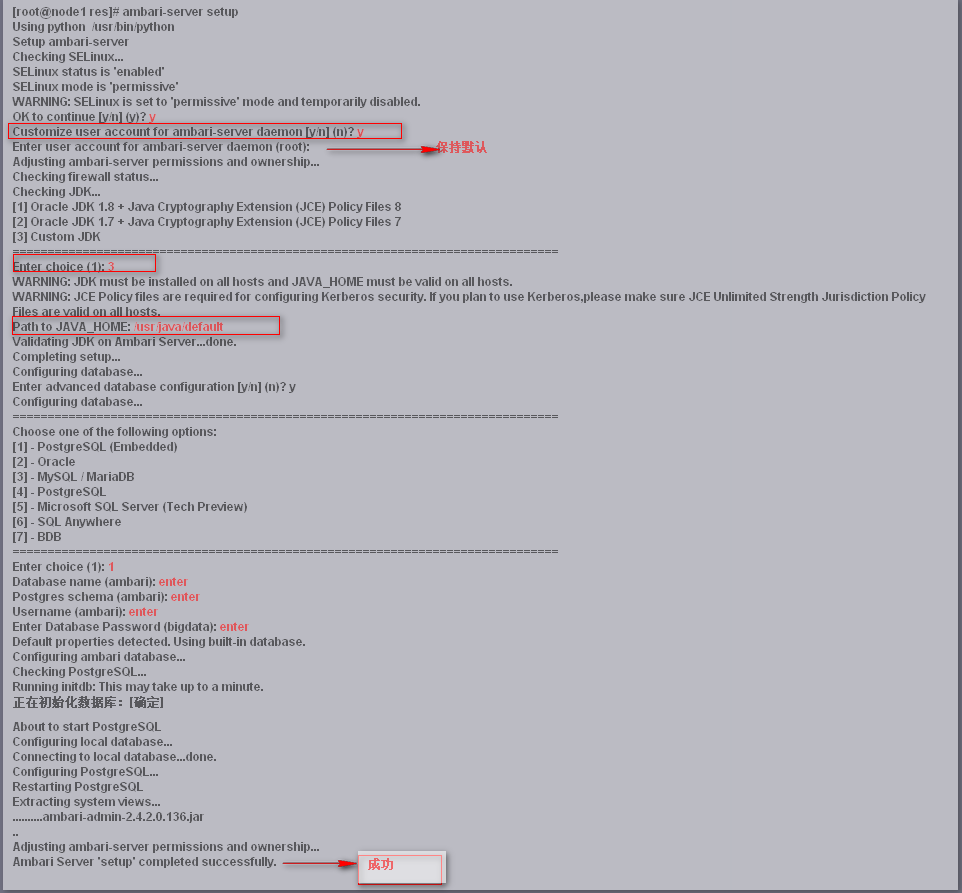 [root@node1 res]# ambari-server setup
Using python /usr/bin/python
Setup ambari-server
Checking SELinux...
SELinux status is 'enabled'
SELinux mode is 'permissive'
WARNING: SELinux is set to 'permissive' mode and temporarily disabled.
OK to continue [y/n] (y)? y
Customize user account for ambari-server daemon [y/n] (n)? y
Enter user account for ambari-server daemon (root): 保持默认
Adjusting ambari-server permissions and ownership...
Checking firewall status...
Checking JDK...
[1] Oracle JDK 1.8 + Java Cryptography Extension (JCE) Policy Files 8
[2] Oracle JDK 1.7 + Java Cryptography Extension (JCE) Policy Files 7
[3] Custom JDK
==============================================================================
Enter choice (1): 3
WARNING: JDK must be installed on all hosts and JAVA_HOME must be valid on all hosts.
WARNING: JCE Policy files are required for configuring Kerberos security. If you plan to use Kerberos,please make sure JCE Unlimited Strength Jurisdiction Policy
Files are valid on all hosts.
Path to JAVA_HOME: /usr/java/default
Validating JDK on Ambari Server...done.
Completing setup...
Configuring database...
Enter advanced database configuration [y/n] (n)? y
Configuring database...
==============================================================================
Choose one of the following options:
[1] - PostgreSQL (Embedded)
[2] - Oracle
[3] - MySQL / MariaDB
[4] - PostgreSQL
[5] - Microsoft SQL Server (Tech Preview)
[6] - SQL Anywhere
[7] - BDB
==============================================================================
Enter choice (1): 1
Database name (ambari): enter
Postgres schema (ambari): enter
Username (ambari): enter
Enter Database Password (bigdata): enter
Default properties detected. Using built-in database.
Configuring ambari database...
Checking PostgreSQL...
Running initdb: This may take up to a minute.
正在初始化数据库：[确定]
About to start PostgreSQL
Configuring local database...
Connecting to local database...done.
Configuring PostgreSQL...
Restarting PostgreSQL
Extracting system views...
..........ambari-admin-2.4.2.0.136.jar
..
Adjusting ambari-server permissions and ownership...
Ambari Server 'setup' completed successfully. 成功